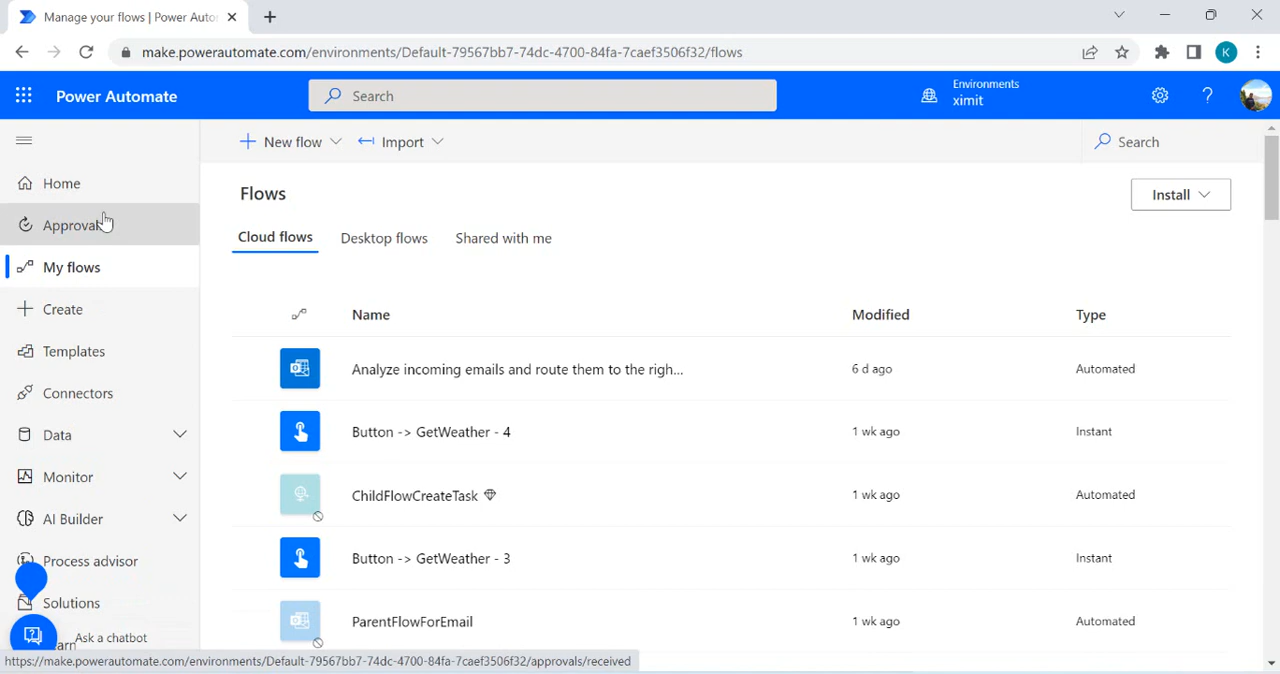 Manage your flows | Power Auto
make.powerautomate.com/environments/Default-79567bb7-74dc-4700-84fa-7caef3506f32/flows
K
Power Automate
Search
Environments
ximit
Home
Approvals
My flows
Create
Templates
Connectors
Data
Monitor
AI Builder
Process advisor
Solutions
Ask a chatbot
New flow
Import
Search
Flows
Install
Cloud flows
Desktop flows
Shared with me
Name
Modified
Type
Analyze incoming emails and route them to the righ...
6 d ago
Automated
Button -> GetWeather - 4
1 wk ago
Instant
ChildFlowCreateTask
1 wk ago
Automated
Button -> GetWeather - 3
1 wk ago
Instant
ParentFlowForEmail
1 wk ago
Automated
https://make.powerautomate.com/environments/Default-79567bb7-74dc-4700-84fa-7caef3506f32/approvals/received